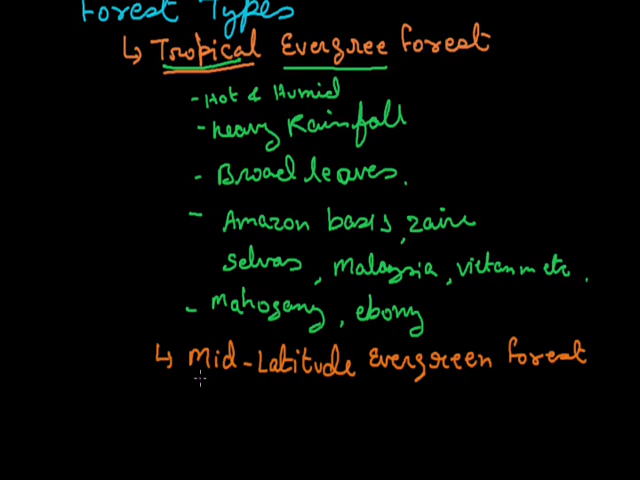 Forest Types
↳ Tropical Evergree forest
- Hot & Humid
- heavy Rainfall
- Broad leaves.
- Amazon basis, zaire
selvas, Malaysia, vietnam etc.
- Mahogany, ebony
↳ Mid-Latitude Evergreen forest